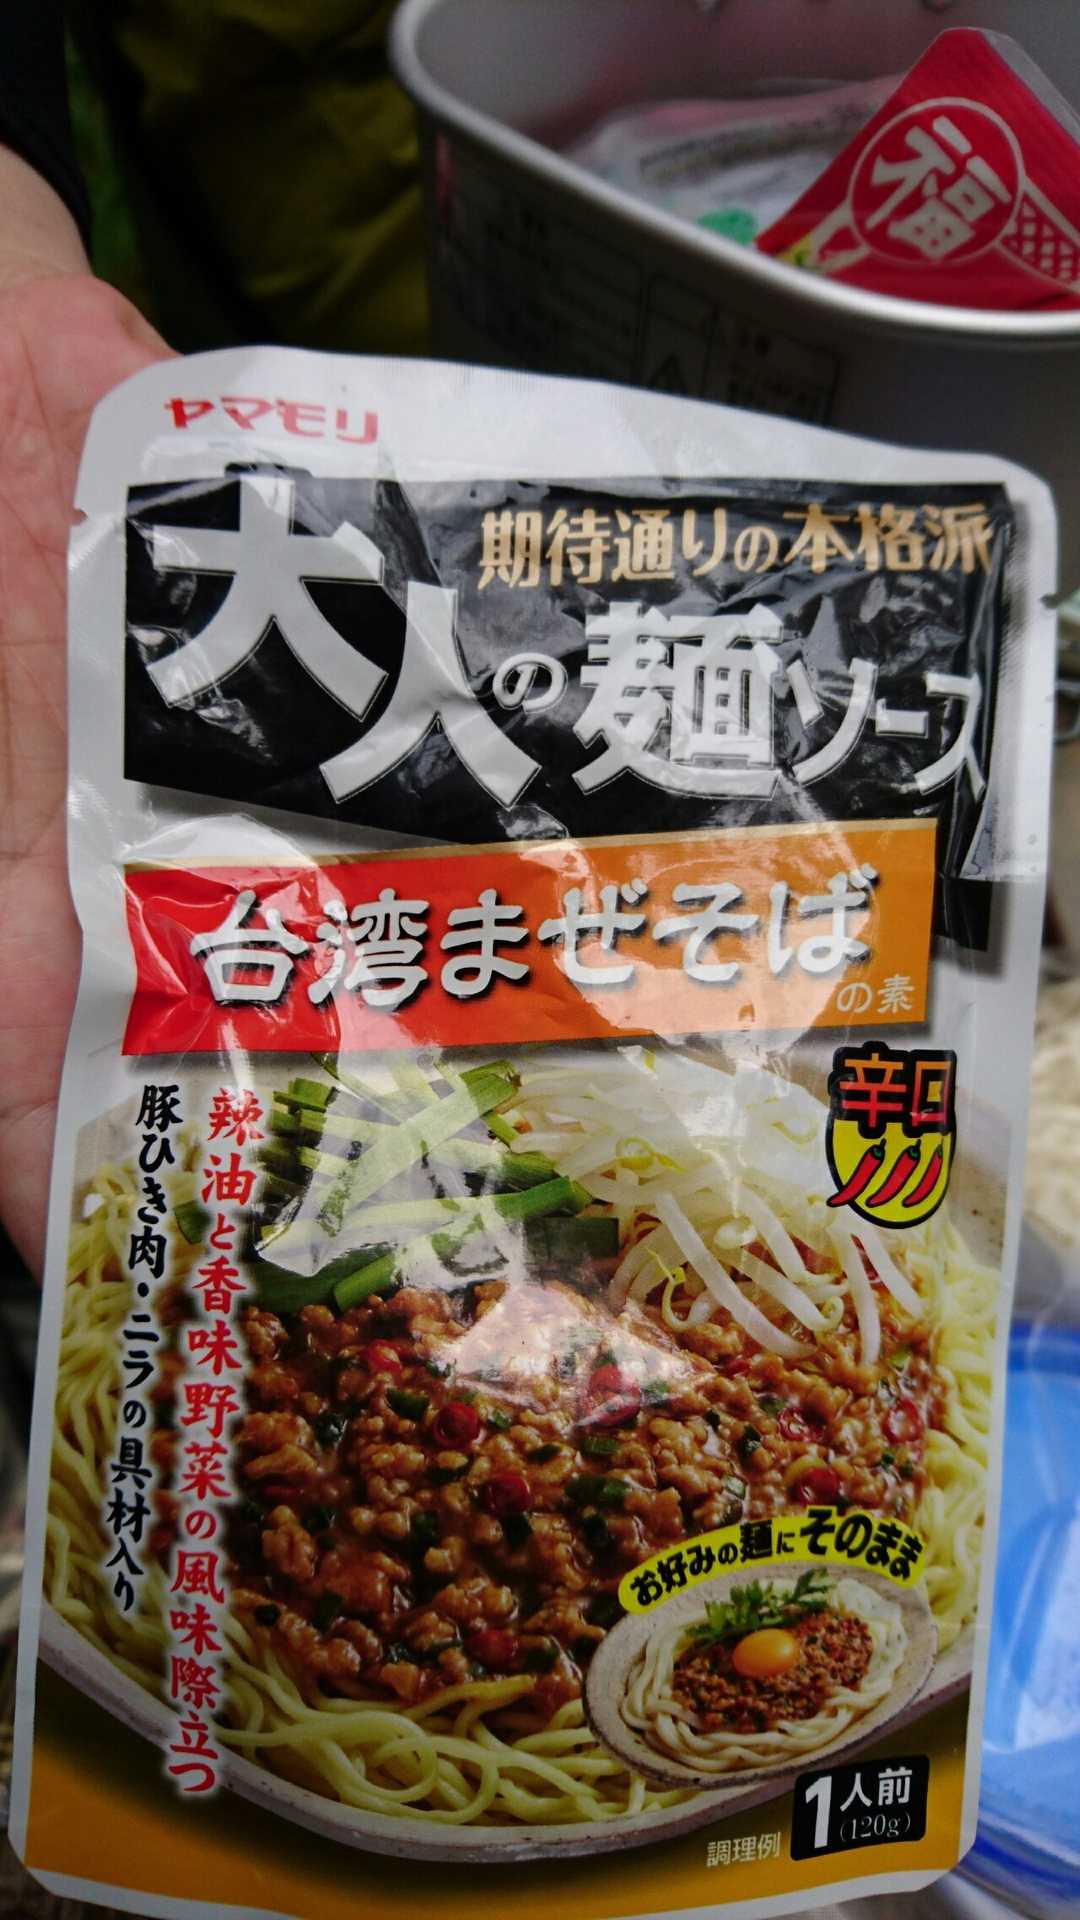 福
ヤマモリ
期待通りの本格派
大人の麺ソース
台湾まぜそば
の素
辛口
辣油と香味野菜の風味際立つ
豚ひき肉・ニラの具材入り
お好みの麺にそのまま
1人前
(120g)
調理例